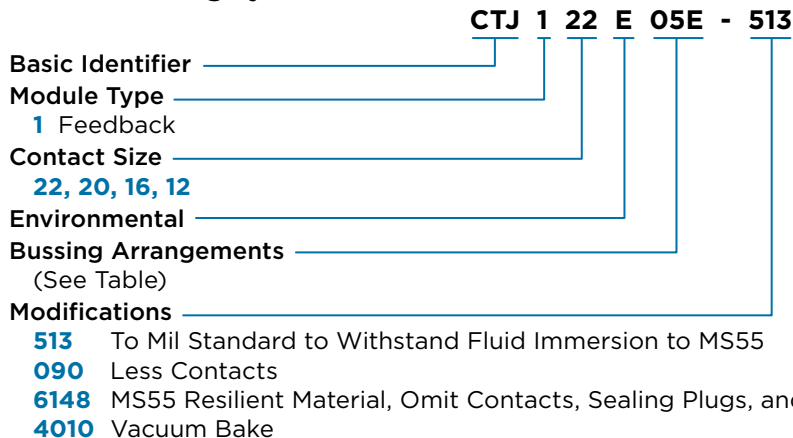 CTJ 1 22 E 05E - 513
Basic Identifier
Module Type
1 Feedback
Contact Size
22, 20, 16, 12
Environmental
Bussing Arrangements
(See Table)
Modifications
513 To Mil Standard to Withstand Fluid Immersion to MS55
090 Less Contacts
6148 MS55 Resilient Material, Omit Contacts, Sealing Plugs, and
4010 Vacuum Bake